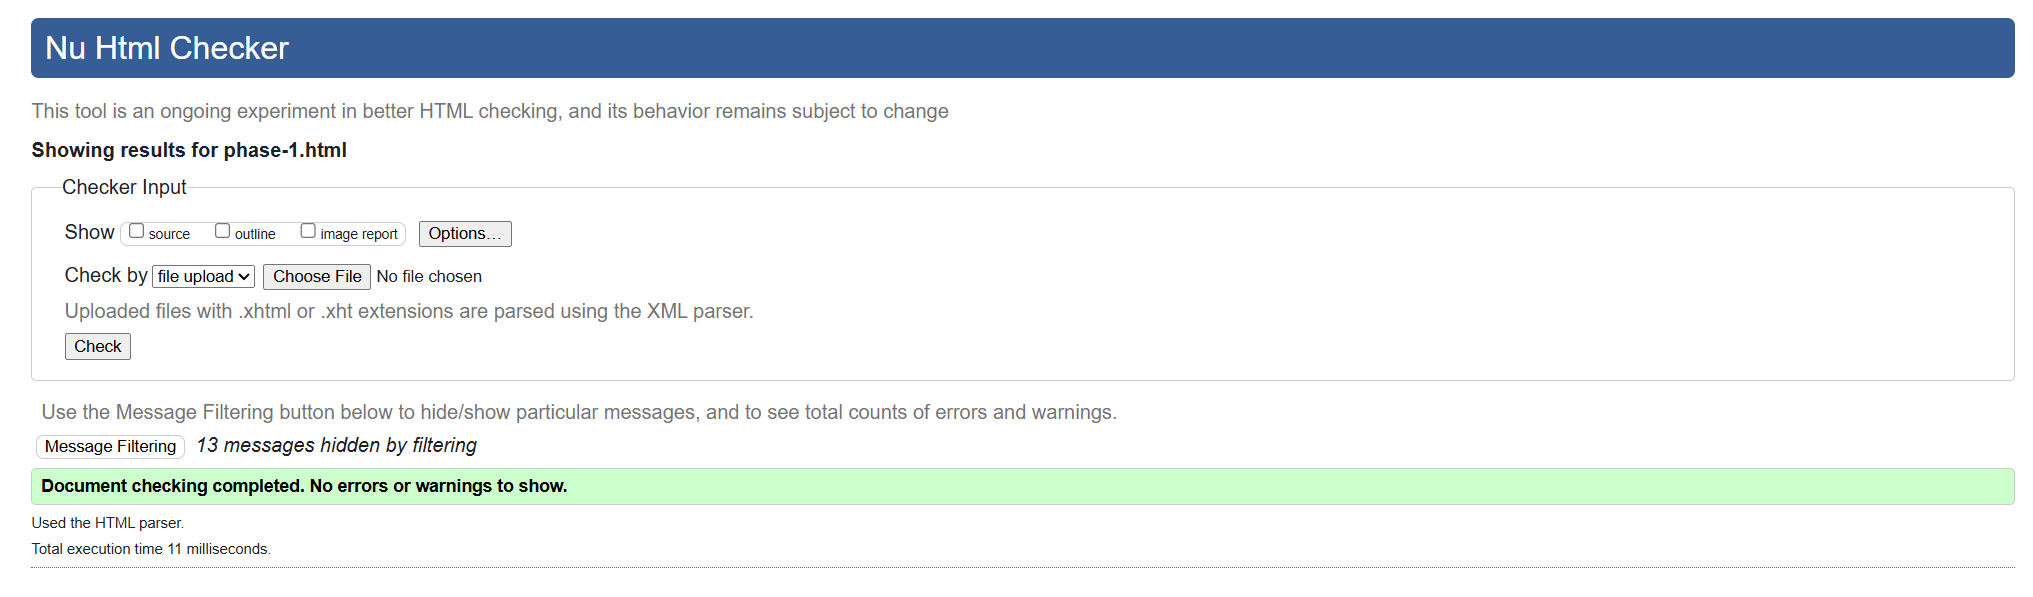 Nu Html Checker
This tool is an ongoing experiment in better HTML checking, and its behavior remains subject to change
Showing results for phase-1.html
Checker Input
Show source outline image report Options...
Check by file upload Choose File No file chosen
Uploaded files with .xhtml or .xht extensions are parsed using the XML parser.
Check
Use the Message Filtering button below to hide/show particular messages, and to see total counts of errors and warnings.
Message Filtering 13 messages hidden by filtering
Document checking completed. No errors or warnings to show.
Used the HTML parser.
Total execution time 11 milliseconds.